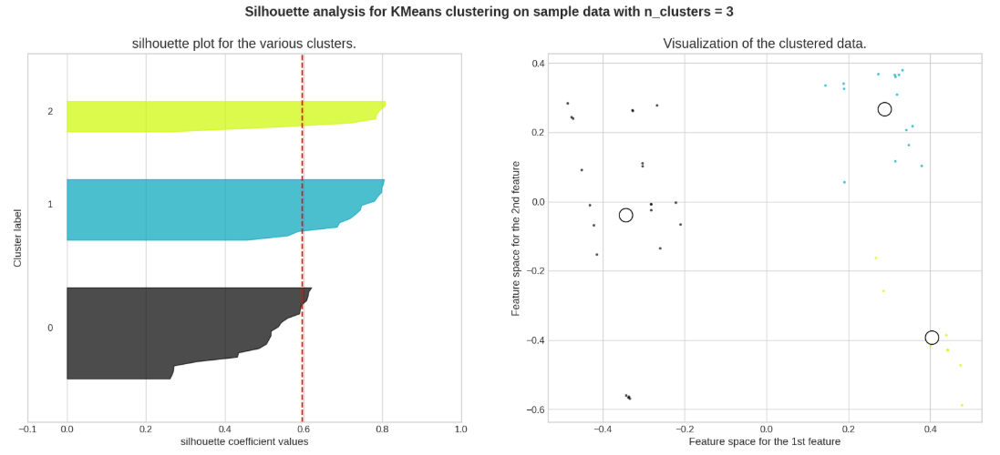 Silhouette analysis for KMeans clustering on sample data with n_clusters = 3
silhouette plot for the various clusters.
Cluster label
2
1
0
−0.1 0.0 0.2 0.4 0.6 0.8 1.0
silhouette coefficient values
Visualization of the clustered data.
Feature space for the 2nd feature
0.4
0.2
0.0
−0.2
−0.4
−0.6
−0.4 −0.2 0.0 0.2 0.4
Feature space for the 1st feature